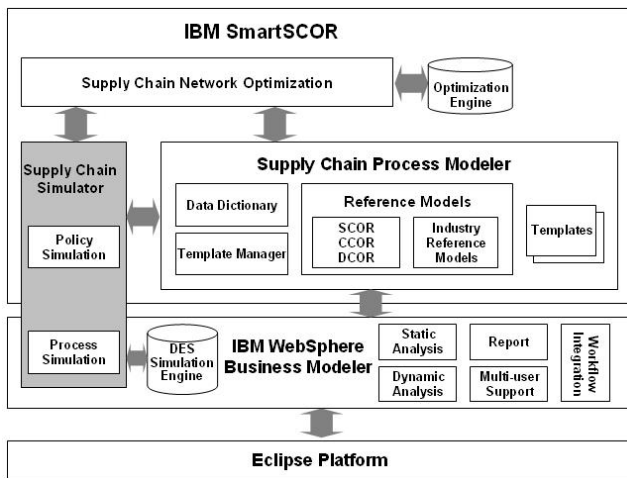 IBM SmartSCOR
Supply Chain Network Optimization
Optimization
Engine
Supply Chain
Simulator
Policy
Simulation
Process
Simulation
Supply Chain Process Modeler
Data Dictionary
Template Manager
Reference Models
SCOR
CCOR
DCOR
Industry
Reference
Models
Templates
DES
Simulation
Engine
IBM WebSphere
Business Modeler
Static
Analysis
Report
Dynamic
Analysis
Multi-user
Support
Workflow
Integration
Eclipse Platform